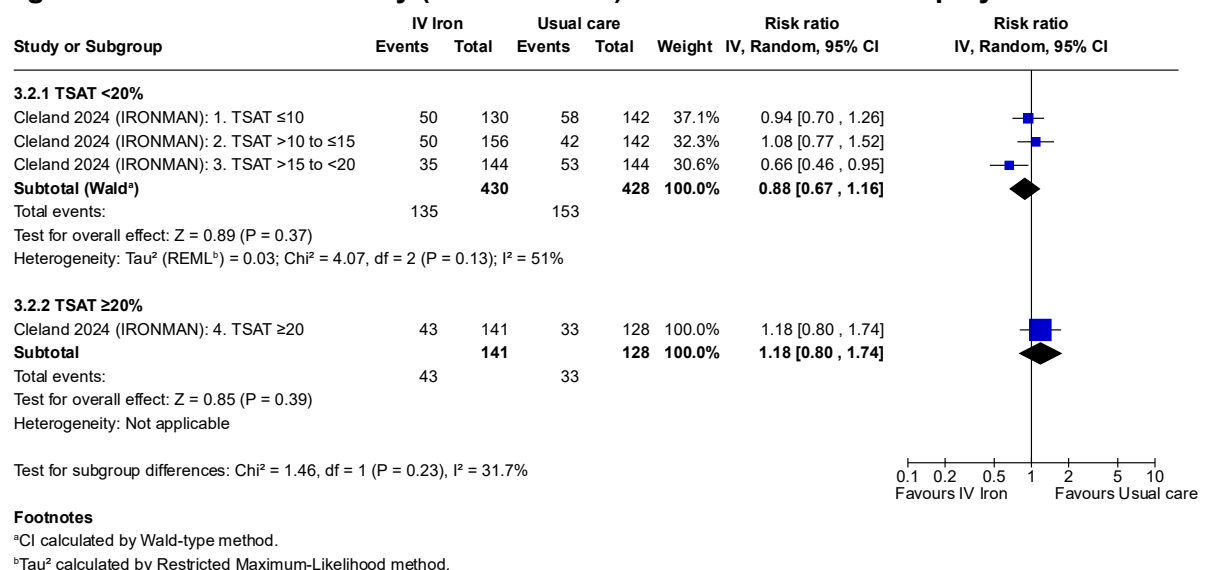 IV Iron Usual care Risk ratio Risk ratio
Study or Subgroup Events Total Events Total Weight IV, Random, 95% CI IV, Random, 95% CI
3.2.1 TSAT <20%
Cleland 2024 (IRONMAN): 1. TSAT ≤10 50 130 58 142 37.1% 0.94 [0.70 , 1.26]
Cleland 2024 (IRONMAN): 2. TSAT >10 to ≤15 50 156 42 142 32.3% 1.08 [0.77 , 1.52]
Cleland 2024 (IRONMAN): 3. TSAT >15 to <20 35 144 53 144 30.6% 0.66 [0.46 , 0.95]
Subtotal (Waldᵃ) 430 428 100.0% 0.88 [0.67 , 1.16]
Total events: 135 153
Test for overall effect: Z = 0.89 (P = 0.37)
Heterogeneity: Tau² (REMLᵇ) = 0.03; Chi² = 4.07, df = 2 (P = 0.13); I² = 51%
3.2.2 TSAT ≥20%
Cleland 2024 (IRONMAN): 4. TSAT ≥20 43 141 33 128 100.0% 1.18 [0.80 , 1.74]
Subtotal 141 128 100.0% 1.18 [0.80 , 1.74]
Total events: 43 33
Test for overall effect: Z = 0.85 (P = 0.39)
Heterogeneity: Not applicable
Test for subgroup differences: Chi² = 1.46, df = 1 (P = 0.23), I² = 31.7%
0.1 0.2 0.5 1 2 5 10
Favours IV Iron Favours Usual care
Footnotes
ᵃCI calculated by Wald-type method.
ᵇTau² calculated by Restricted Maximum-Likelihood method.